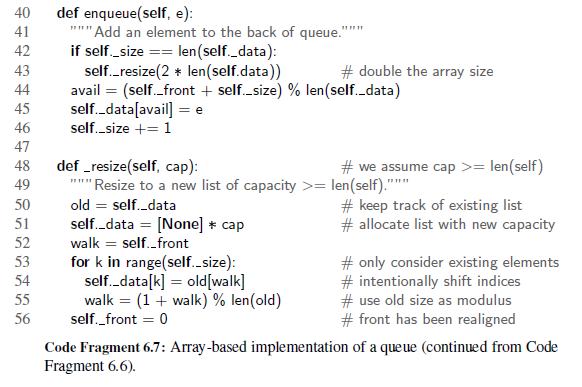 40 def enqueue(self, e):
41 """Add an element to the back of queue."""
42 if self._size == len(self._data):
43 self._resize(2 * len(self.data)) # double the array size
44 avail = (self._front + self._size) % len(self._data)
45 self._data[avail] = e
46 self._size += 1
47
48 def _resize(self, cap): # we assume cap >= len(self)
49 """Resize to a new list of capacity >= len(self)."""
50 old = self._data # keep track of existing list
51 self._data = [None] * cap # allocate list with new capacity
52 walk = self._front
53 for k in range(self._size): # only consider existing elements
54 self._data[k] = old[walk] # intentionally shift indices
55 walk = (1 + walk) % len(old) # use old size as modulus
56 self._front = 0 # front has been realigned
Code Fragment 6.7: Array-based implementation of a queue (continued from Code
Fragment 6.6).